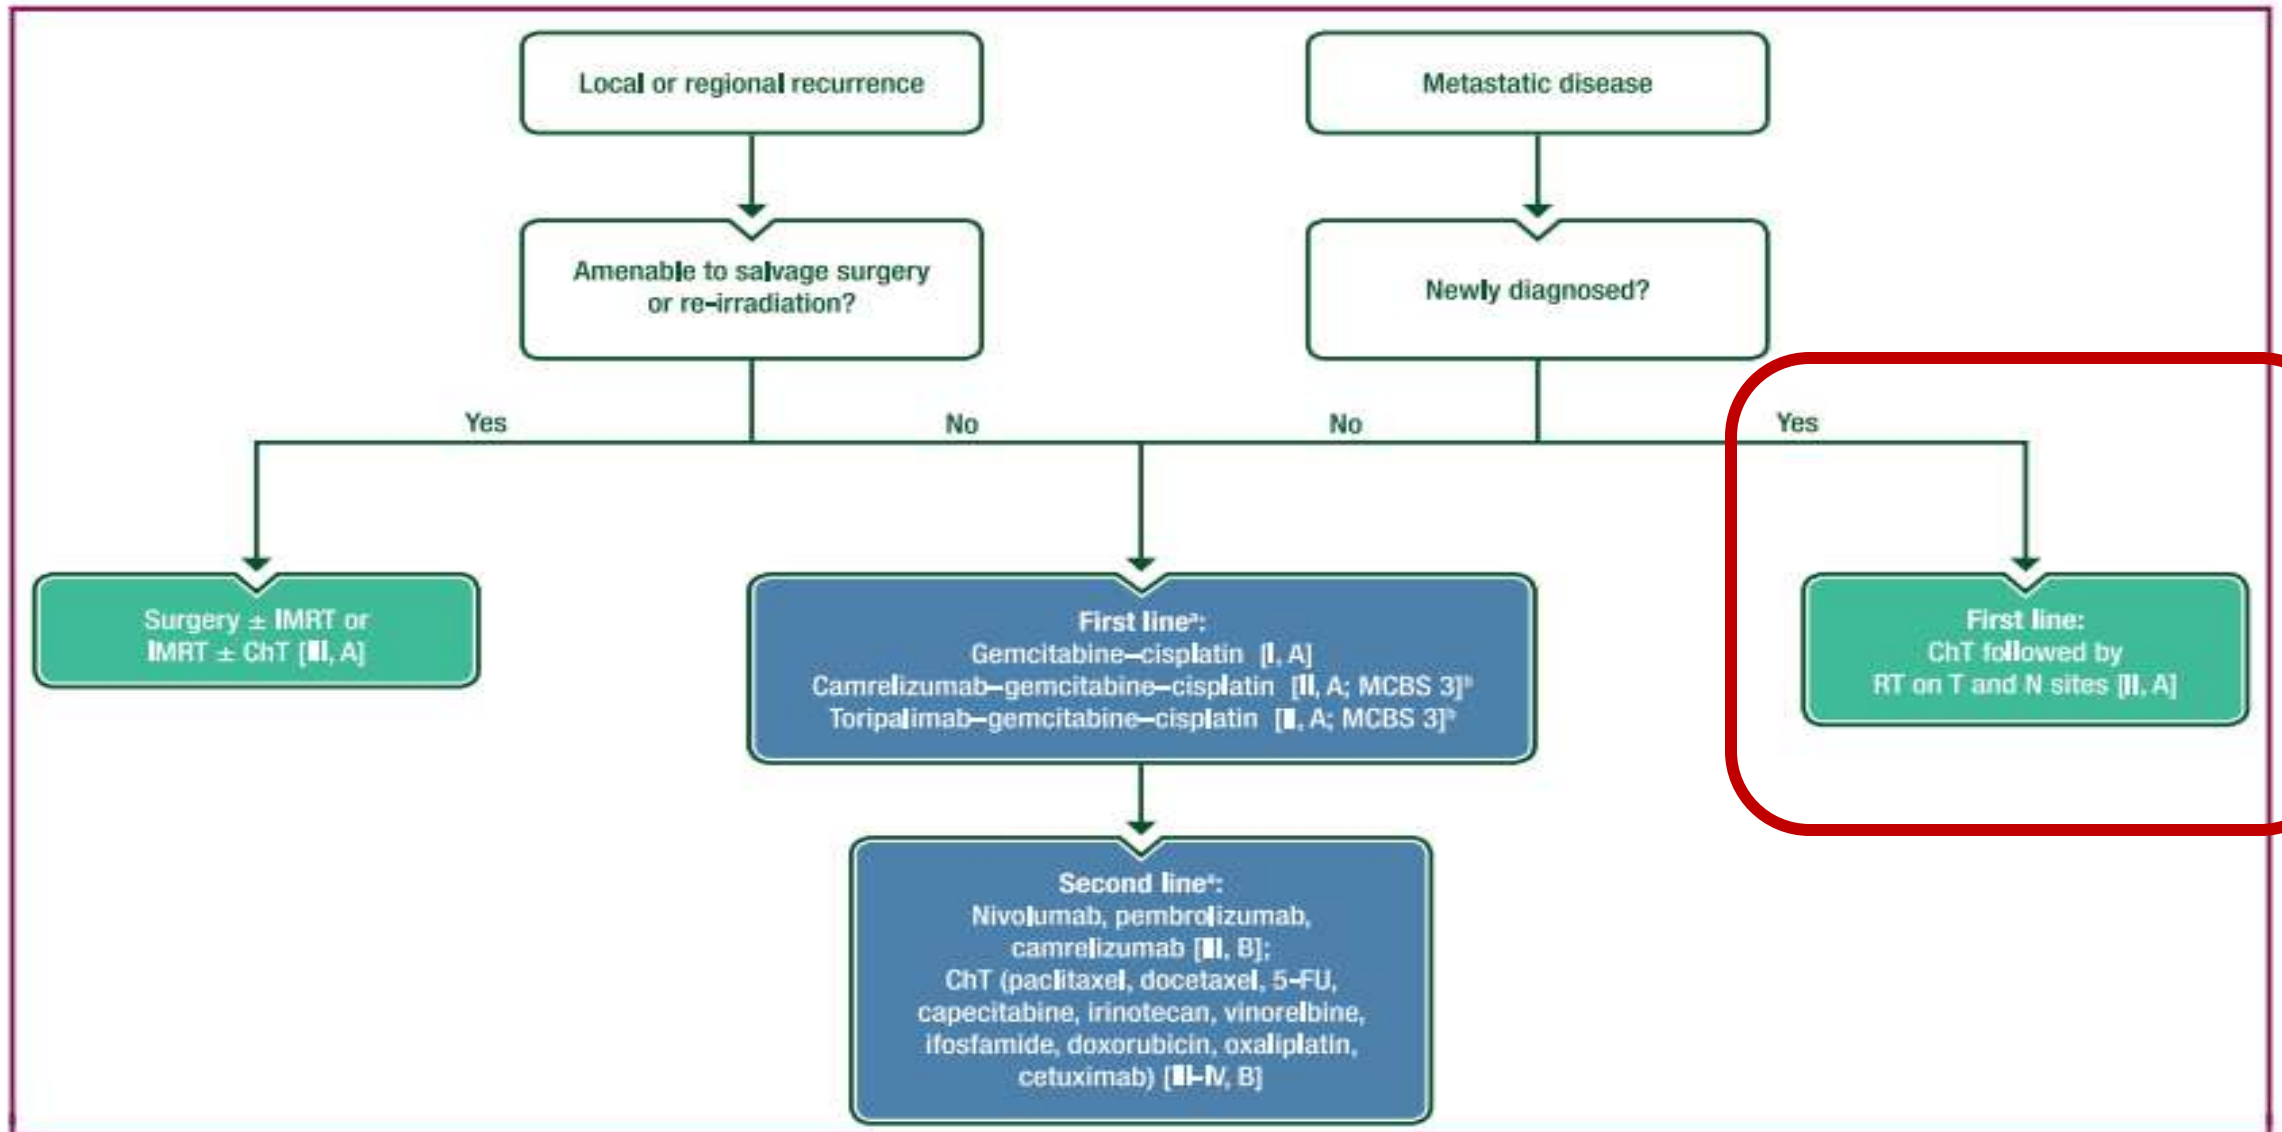 Local or regional recurrence
Metastatic disease
Amenable to salvage surgery
or re-irradiation?
Newly diagnosed?
Yes
No
No
Yes
Surgery ± IMRT or
IMRT ± ChT [III, A]
First lineᵃ:
Gemcitabine–cisplatin [I, A]
Camrelizumab–gemcitabine–cisplatin [II, A; MCBS 3]ᵇ
Toripalimab–gemcitabine–cisplatin [II, A; MCBS 3]ᵇ
First line:
ChT followed by
RT on T and N sites [II, A]
Second lineᵃ:
Nivolumab, pembrolizumab,
camrelizumab [III, B];
ChT (paclitaxel, docetaxel, 5-FU,
capecitabine, irinotecan, vinorelbine,
ifosfamide, doxorubicin, oxaliplatin,
cetuximab) [III–IV, B]